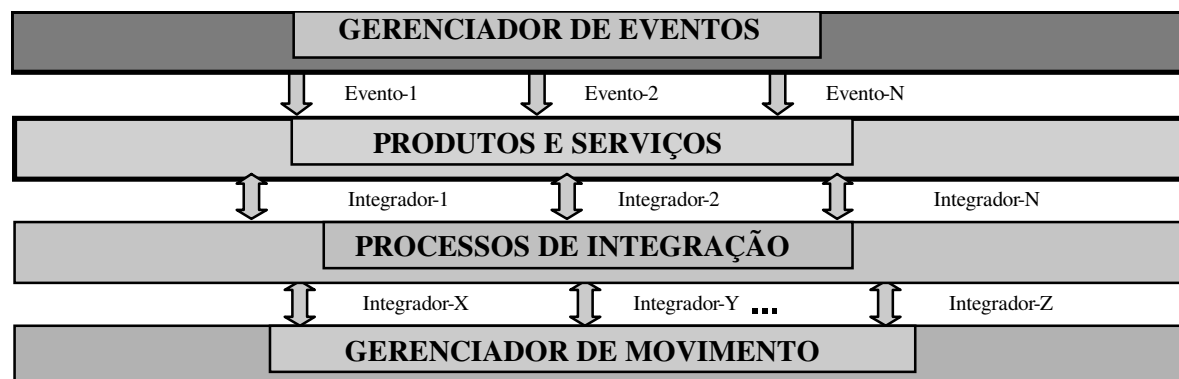 GERENCIADOR DE EVENTOS
Evento-1 Evento-2 Evento-N
PRODUTOS E SERVIÇOS
Integrador-1 Integrador-2 Integrador-N
PROCESSOS DE INTEGRAÇÃO
Integrador-X Integrador-Y ... Integrador-Z
GERENCIADOR DE MOVIMENTO